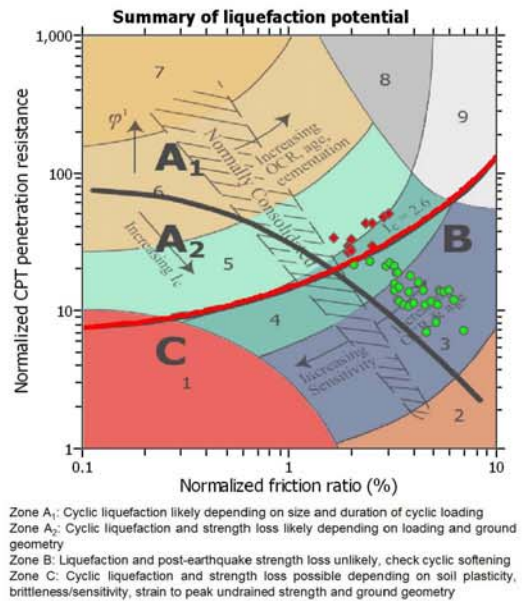 Summary of liquefaction potential
Normalized CPT penetration resistance
1,000
100
10
1
7
8
9
φ'
A₁
Increasing
OCR, age,
cementation
Normally Consolidated
6
A₂
Increasing Ic
5
Ic = 2.6
B
4
C
1
Increasing
Sensitivity
Increasing
3
2
0.1
1
10
Normalized friction ratio (%)
Zone A₁: Cyclic liquefaction likely depending on size and duration of cyclic loading
Zone A₂: Cyclic liquefaction and strength loss likely depending on loading and ground
geometry
Zone B: Liquefaction and post-earthquake strength loss unlikely, check cyclic softening
Zone C: Cyclic liquefaction and strength loss possible depending on soil plasticity,
brittleness/sensitivity, strain to peak undrained strength and ground geometry